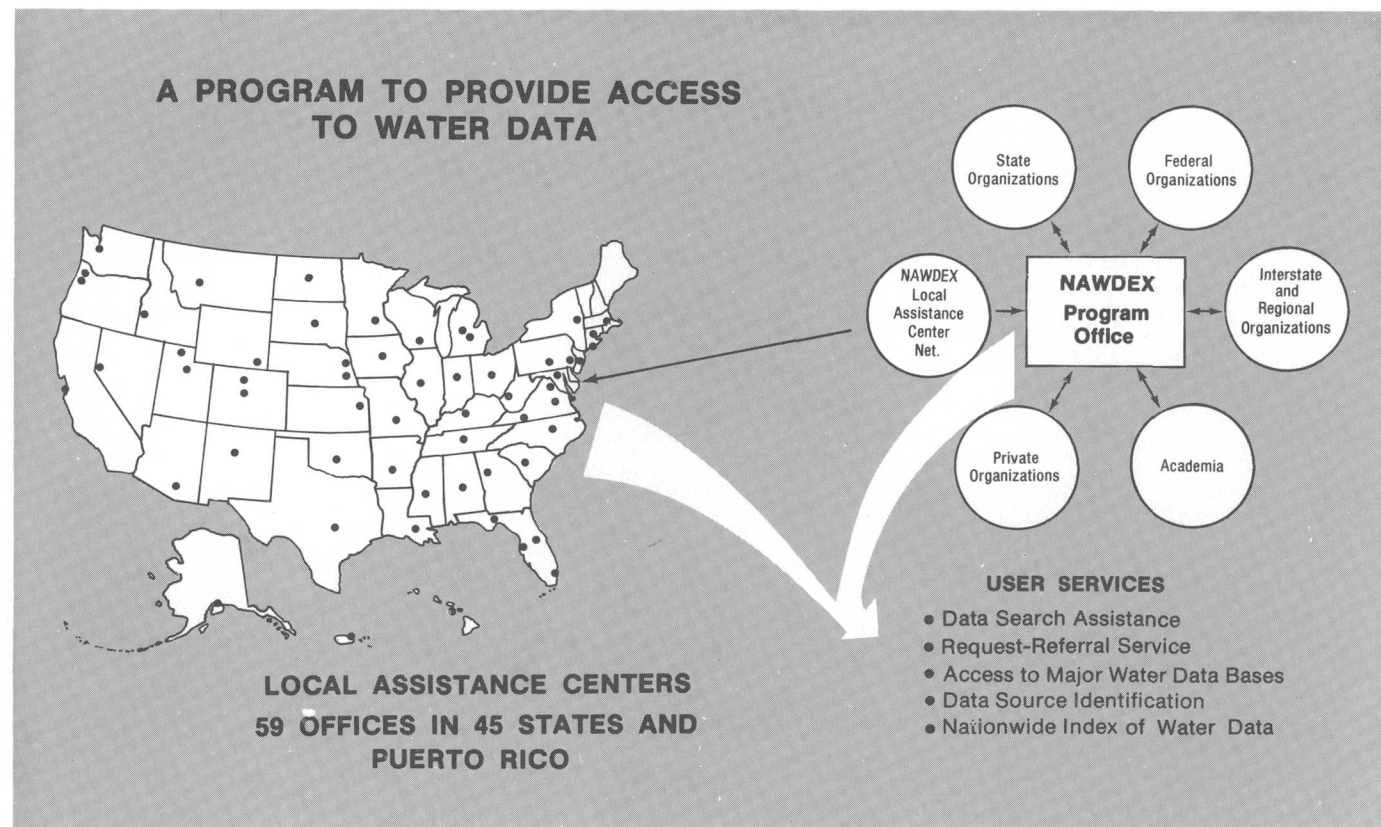 A PROGRAM TO PROVIDE ACCESS
TO WATER DATA
LOCAL ASSISTANCE CENTERS
59 OFFICES IN 45 STATES AND
PUERTO RICO
State
Organizations
Federal
Organizations
NAWDEX
Local
Assistance
Center
Net.
NAWDEX
Program
Office
Interstate
and
Regional
Organizations
Private
Organizations
Academia
USER SERVICES
• Data Search Assistance
• Request-Referral Service
• Access to Major Water Data Bases
• Data Source Identification
• Nationwide Index of Water Data